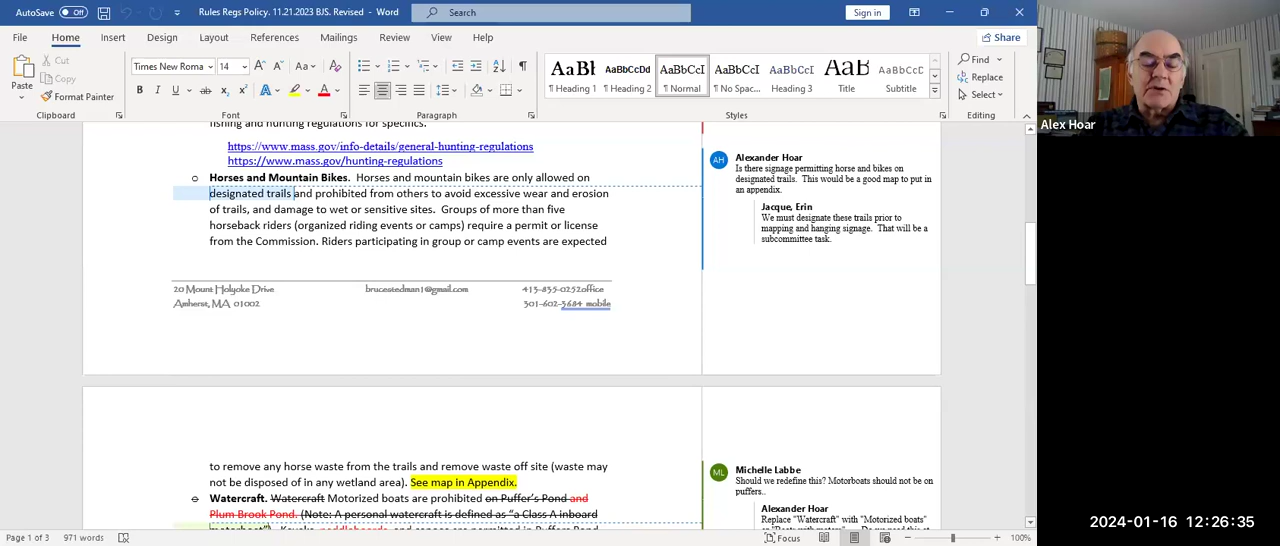 AutoSave Off Rules Regs Policy. 11.21.2023 BJS. Revised - Word Search Sign in
File Home Insert Design Layout References Mailings Review View Help Share
Paste Cut Copy Format Painter
Times New Roma 14
AaBl AaBbCcDd AaBbCcI AaBbCcI AaBbCcD AaB AaBbCcD
Heading 1 Heading 2 Normal No Spac... Heading 3 Title Subtitle
Find Replace Select
Clipboard Font Styles Editing
Alex Hoar
fishing and hunting regulations for specifics.
https://www.mass.gov/info-details/general-hunting-regulations
https://www.mass.gov/hunting-regulations
o Horses and Mountain Bikes. Horses and mountain bikes are only allowed on
designated trails and prohibited from others to avoid excessive wear and erosion
of trails, and damage to wet or sensitive sites. Groups of more than five
horseback riders (organized riding events or camps) require a permit or license
from the Commission. Riders participating in group or camp events are expected
20 Mount Holyoke Drive brucestedman1@gmail.com 413-835-0252office
Amherst, MA 01002 301-602-3684 mobile
AH Alexander Hoar
Is there signage permitting horse and bikes on
designated trails. This would be a good map to put in
an appendix.
Jacque, Erin
We must designate these trails prior to
mapping and hanging signage. That will be a
subcommittee task.
to remove any horse waste from the trails and remove waste off site (waste may
not be disposed of in any wetland area). See map in Appendix.
o Watercraft. Watercraft Motorized boats are prohibited on Puffer's Pond and
Plum Brook Pond. (Note: A personal watercraft is defined as "a Class A inboard
ML Michelle Labbe
Should we redefine this? Motorboats should not be on
puffers..
Alexander Hoar
Replace "Watercraft" with "Motorized boats"
2024-01-16 12:26:35
Page 1 of 3 971 words Focus 100%